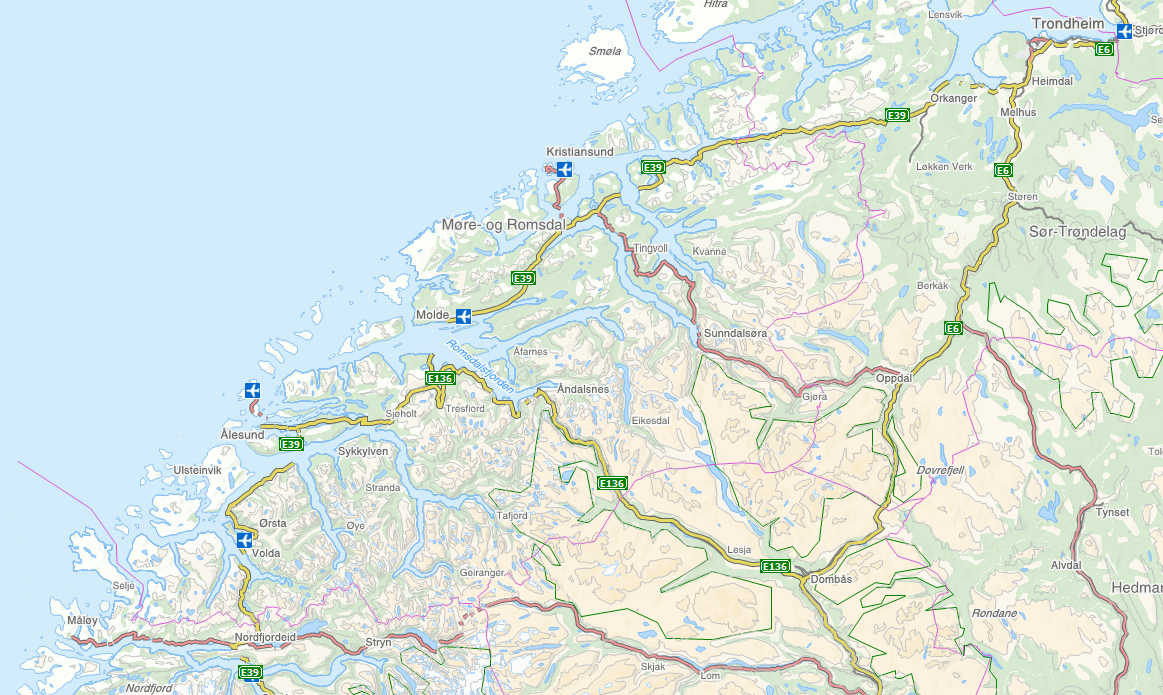 Hitra
Lensvik
Trondheim
Stjørd
E6
Smøla
Heimdal
Orkanger
Melhus
E39
Kristiansund
E39
Løkken Verk
E6
Støren
Møre- og Romsdal
Sør-Trøndelag
Tingvoll
Kvanne
E39
Berkåk
Molde
E6
Sunndalsøra
Romsdalsfjorden
Åfarnes
E136
Oppdal
Åndalsnes
Gjøra
Sjøholt
Tresfjord
Eikesdal
Ålesund
E39
Sykkylven
Ulsteinvik
Dovrefjell
E136
Stranda
Tafjord
Tynset
Ørsta
Øye
Volda
Lesja
E136
Alvdal
Geiranger
Dombås
Selje
Hedmar
Rondane
Måløy
Nordfjordeid
Stryn
Skjak
E39
Lom
Nordfjord